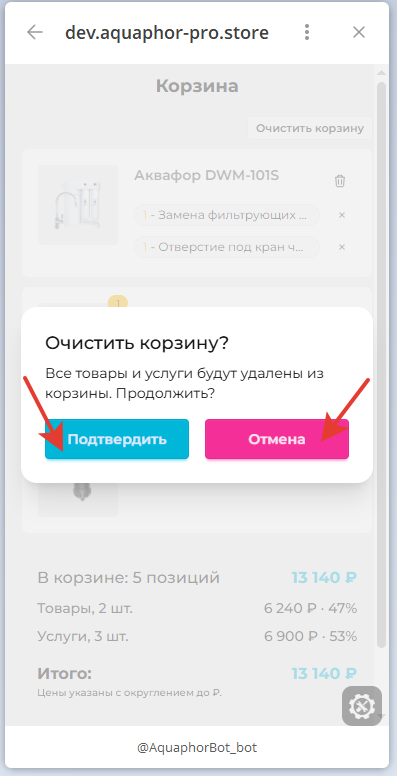 dev.aquaphor-pro.store
Корзина
Очистить корзину
Аквафор DWM-101S
1 - Замена фильтрующих ...
1 - Отверстие под кран ч...
1
Очистить корзину?
Все товары и услуги будут удалены из
корзины. Продолжить?
Подтвердить
Отмена
В корзине: 5 позиций 13 140 ₽
Товары, 2 шт. 6 240 ₽ · 47%
Услуги, 3 шт. 6 900 ₽ · 53%
Итого: 13 140 ₽
Цены указаны с округлением до ₽.
@AquaphorBot_bot